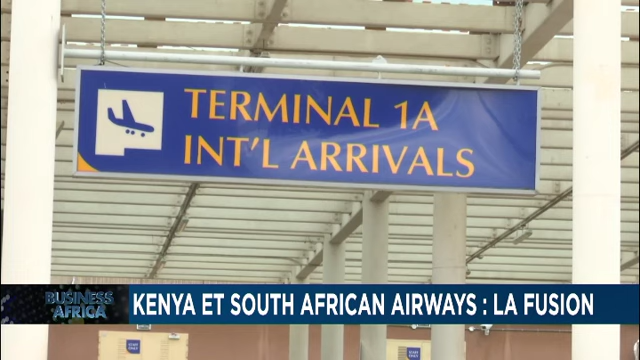 TERMINAL 1A
INT'L ARRIVALS
BUSINESS
AFRICA
KENYA ET SOUTH AFRICAN AIRWAYS : LA FUSION